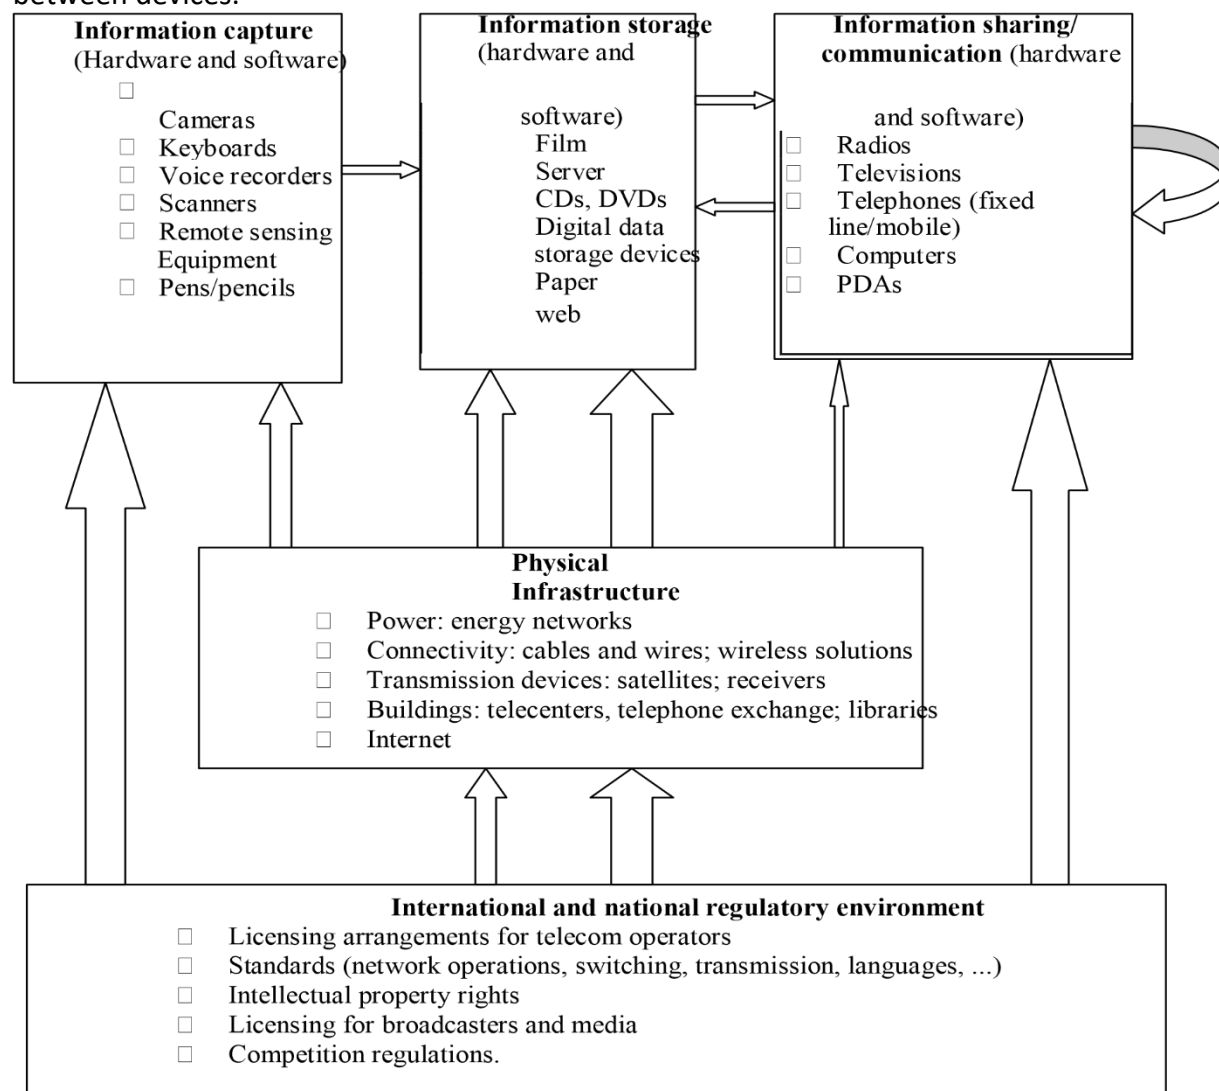 between devices.
Information capture
(Hardware and software)
Cameras
Keyboards
Voice recorders
Scanners
Remote sensing
Equipment
Pens/pencils
Information storage
(hardware and
software)
Film
Server
CDs, DVDs
Digital data
storage devices
Paper
web
Information sharing/
communication (hardware
and software)
Radios
Televisions
Telephones (fixed
line/mobile)
Computers
PDAs
Physical
Infrastructure
Power: energy networks
Connectivity: cables and wires; wireless solutions
Transmission devices: satellites; receivers
Buildings: telecenters, telephone exchange; libraries
Internet
International and national regulatory environment
Licensing arrangements for telecom operators
Standards (network operations, switching, transmission, languages, ...)
Intellectual property rights
Licensing for broadcasters and media
Competition regulations.